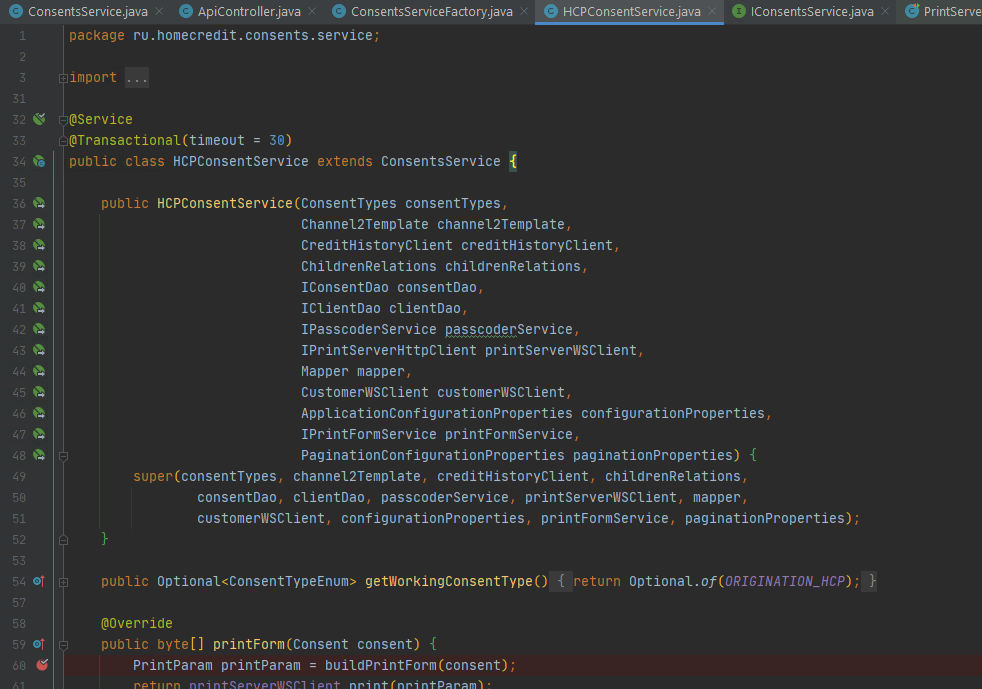 ConsentsService.java ApiController.java ConsentsServiceFactory.java HCPConsentService.java IConsentsService.java PrintServe
1 package ru.homecredit.consents.service;
2
3 import ...
31
32 @Service
33 @Transactional(timeout = 30)
34 public class HCPConsentService extends ConsentsService {
35
36 public HCPConsentService(ConsentTypes consentTypes,
37 Channel2Template channel2Template,
38 CreditHistoryClient creditHistoryClient,
39 ChildrenRelations childrenRelations,
40 IConsentDao consentDao,
41 IClientDao clientDao,
42 IPasscoderService passcoderService,
43 IPrintServerHttpClient printServerWSClient,
44 Mapper mapper,
45 CustomerWSClient customerWSClient,
46 ApplicationConfigurationProperties configurationProperties,
47 IPrintFormService printFormService,
48 PaginationConfigurationProperties paginationProperties) {
49 super(consentTypes, channel2Template, creditHistoryClient, childrenRelations,
50 consentDao, clientDao, passcoderService, printServerWSClient, mapper,
51 customerWSClient, configurationProperties, printFormService, paginationProperties);
52 }
53
54 public Optional<ConsentTypeEnum> getWorkingConsentType() { return Optional.of(ORIGINATION_HCP); }
57
58 @Override
59 public byte[] printForm(Consent consent) {
60 PrintParam printParam = buildPrintForm(consent);
61 return printServerWSClient.print(printParam);